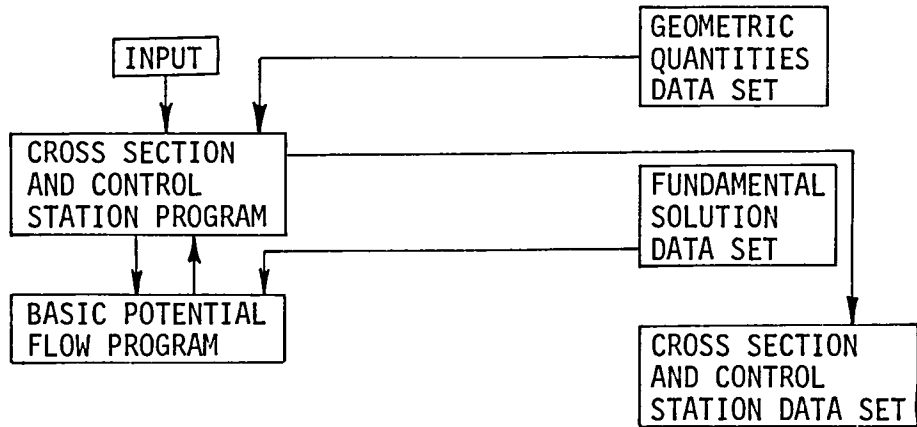 INPUT
GEOMETRIC
QUANTITIES
DATA SET
CROSS SECTION
AND CONTROL
STATION PROGRAM
FUNDAMENTAL
SOLUTION
DATA SET
BASIC POTENTIAL
FLOW PROGRAM
CROSS SECTION
AND CONTROL
STATION DATA SET